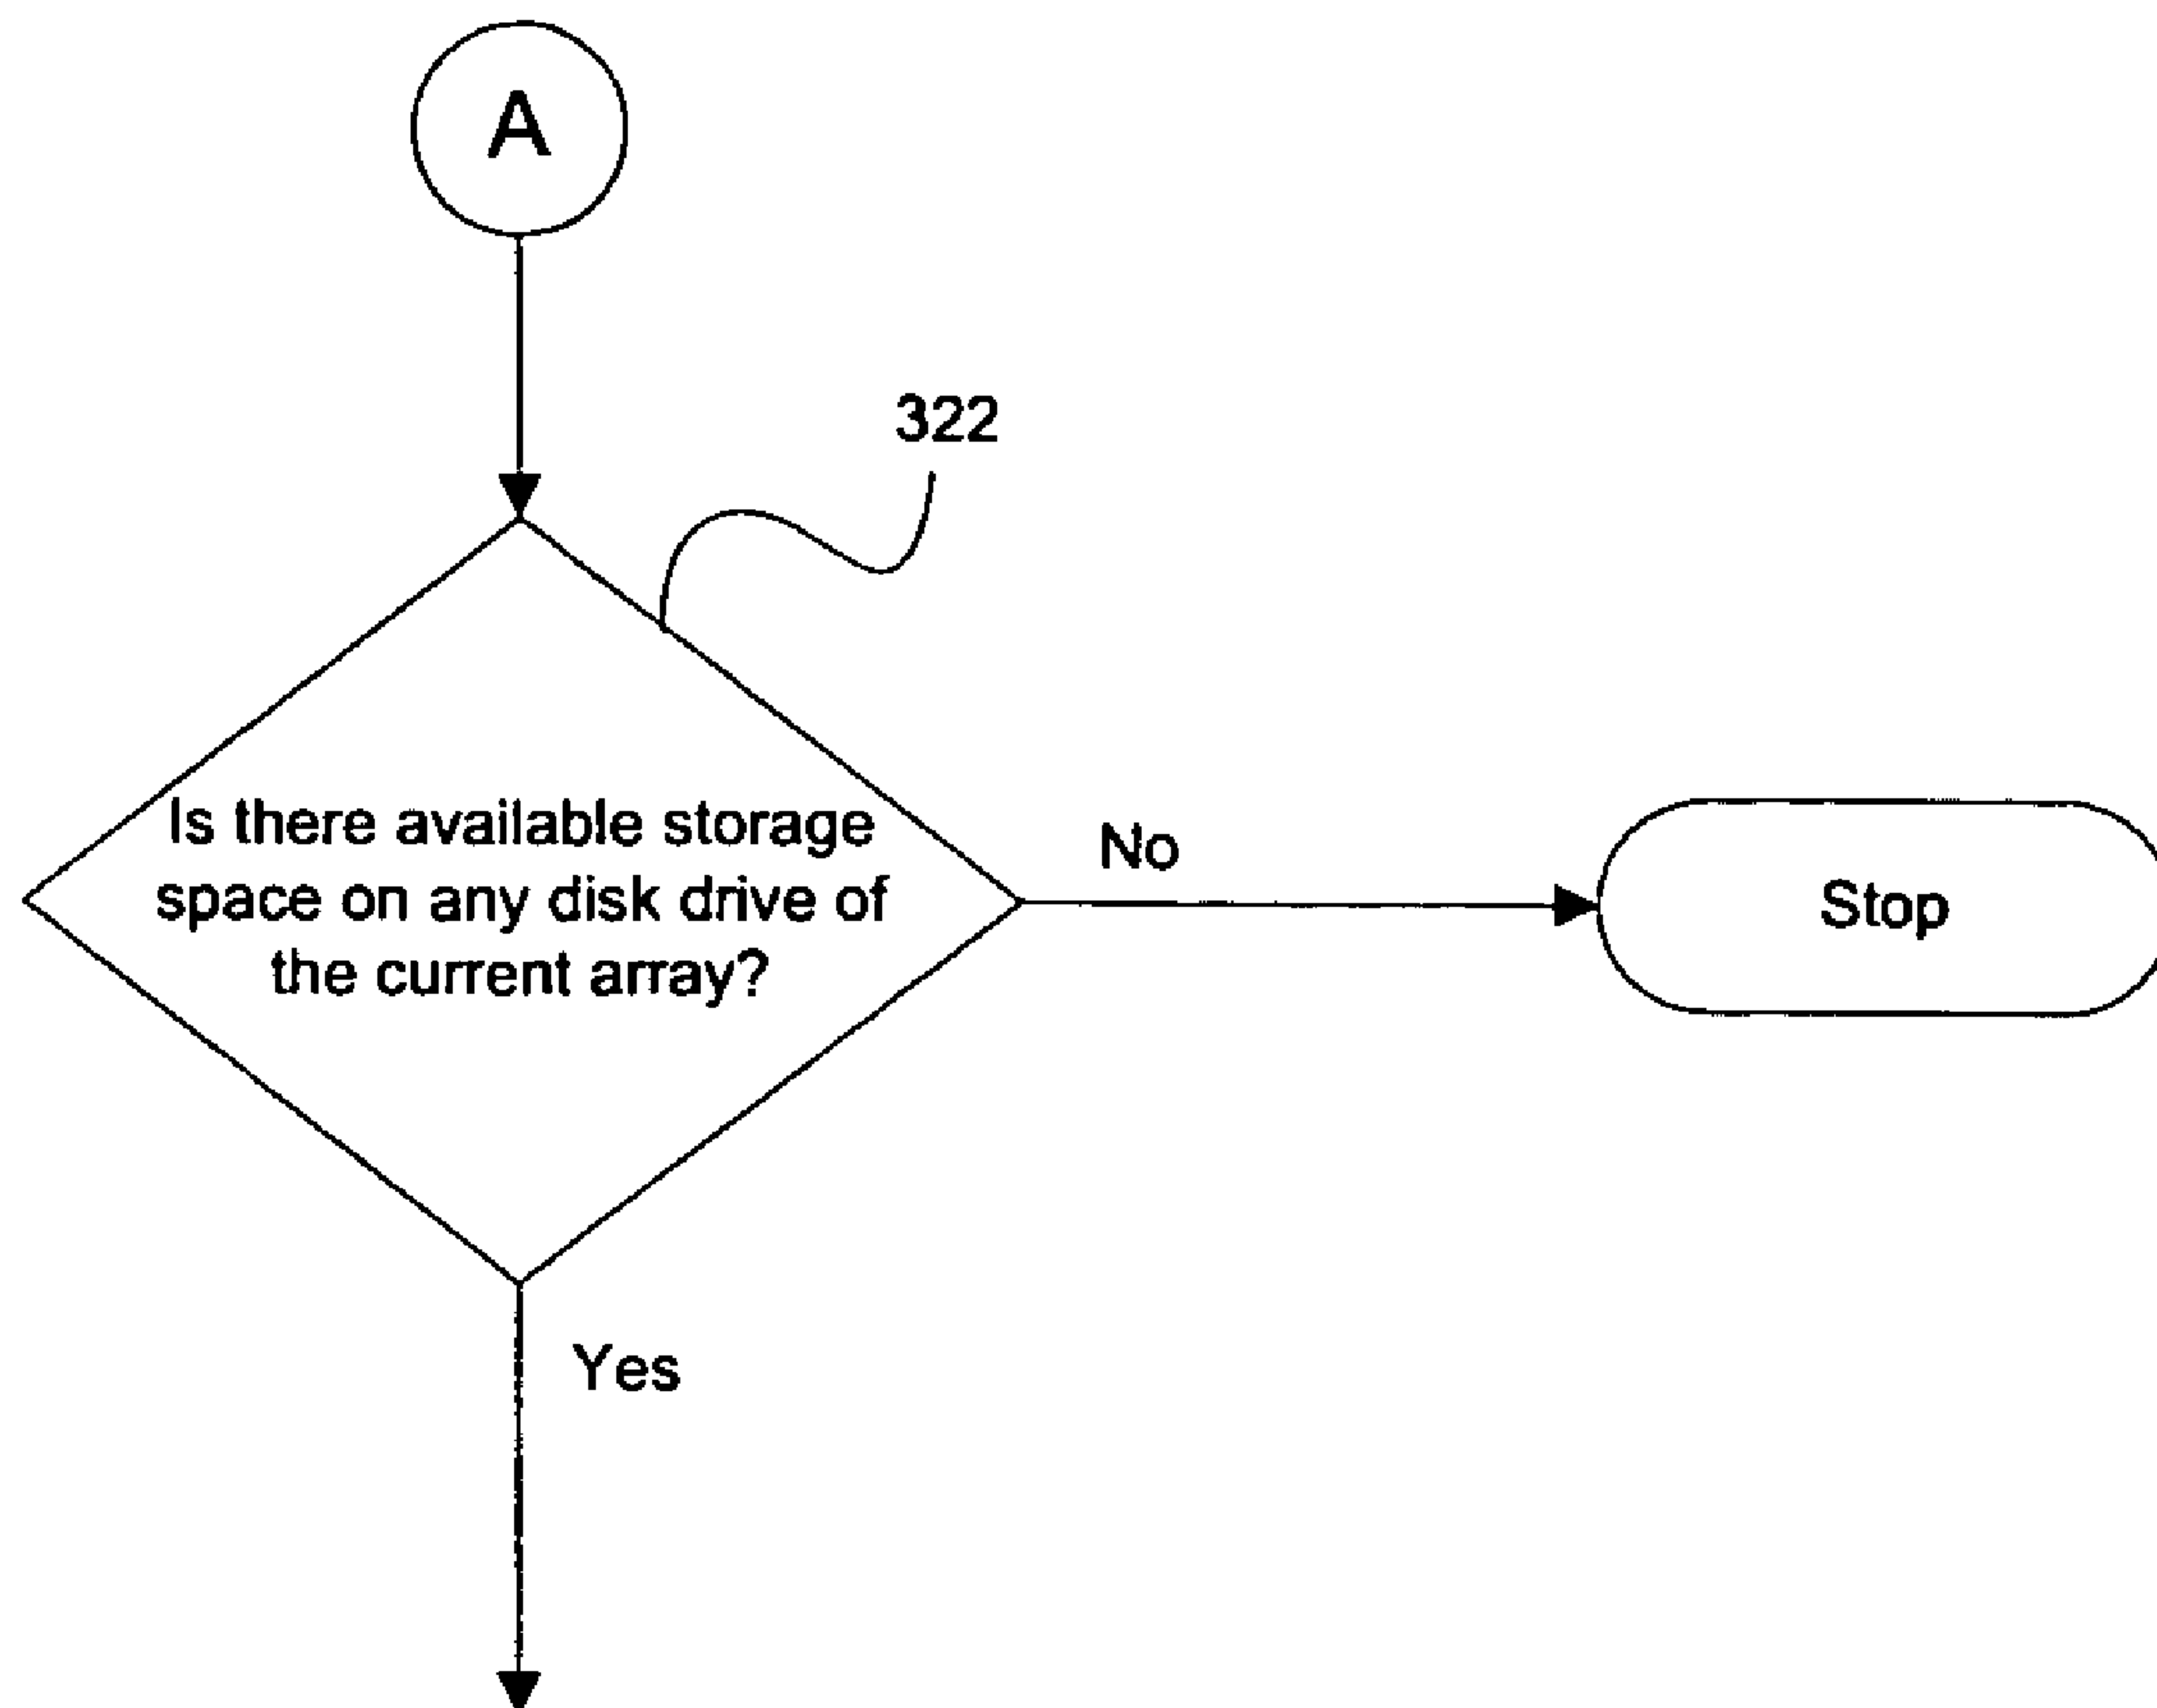 A
322
Is there available storage
space on any disk drive of
the current array?
No
Stop
Yes